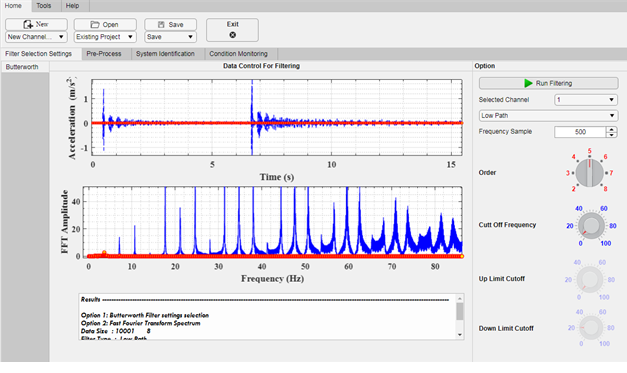 Home Tools Help
New Open Save Exit
New Channel... Existing Project Save
Filter Selection Settings Pre-Process System Identification Condition Monitoring
Butterworth Data Control For Filtering Option
Run Filtering
Selected Channel 1
Low Path
Frequency Sample 500
Acceleration (m/s²
1
0
-1
0 5 10 15
Time (s)
Order
2 3 4 5 6 7 8
FFT Amplitude
40
20
0
0 10 20 30 40 50 60 70 80
Frequency (Hz)
Cutt Off Frequency
0 20 40 60 80 100
Up Limit Cutoff
0 20 40 60 80 100
Down Limit Cutoff
0 20 40 60 80 100
Results
Option 1: Butterworth Filter settings selection
Option 2: Fast Fourier Transform Spectrum
Data Size : 10001 8
Filter Type : Low Path